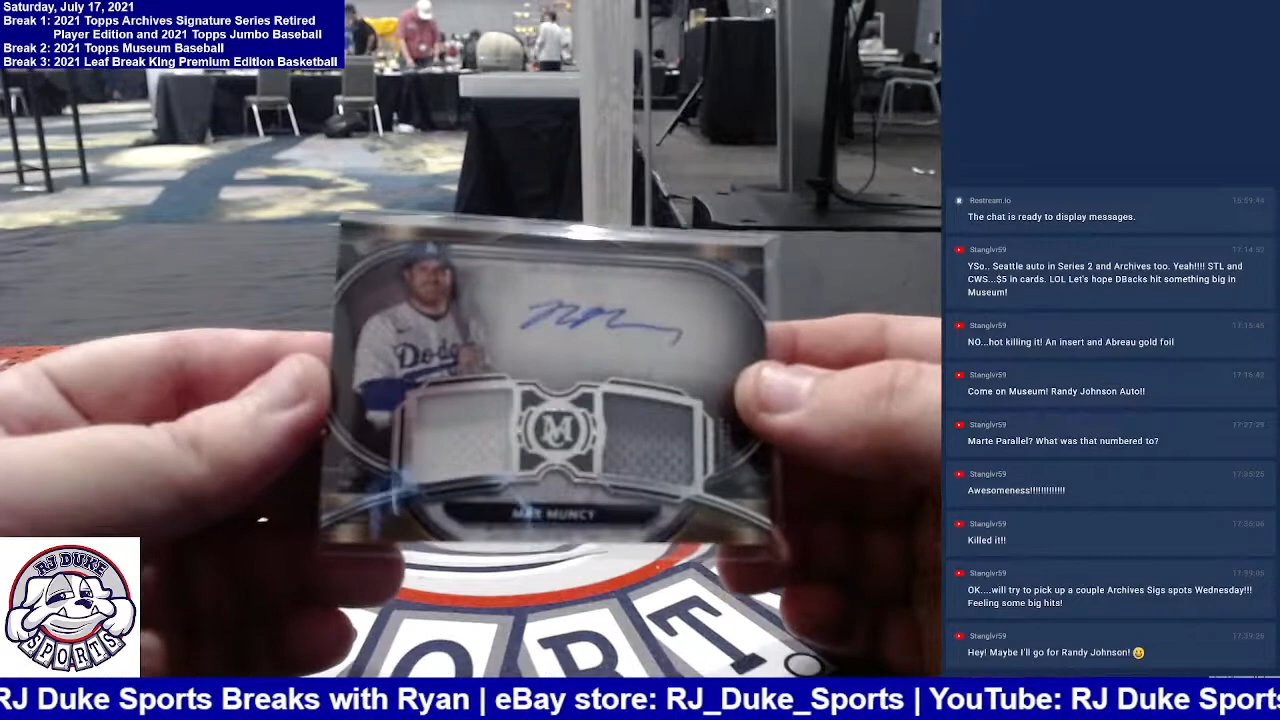 Saturday, July 17, 2021
Break 1: 2021 Topps Archives Signature Series Retired
Player Edition and 2021 Topps Jumbo Baseball
Break 2: 2021 Topps Museum Baseball
Break 3: 2021 Leaf Break King Premium Edition Basketball
Restream.io
The chat is ready to display messages.
Stanglvr59
YSo.. Seattle auto in Series 2 and Archives too. Yeah!!!! STL and
CWS...$5 in cards. LOL Let's hope DBacks hit something big in
Museum!
Stanglvr59
NO...hot killing it! An insert and Abreau gold foil
Stanglvr59
Come on Museum! Randy Johnson Auto!!
Stanglvr59
Marte Parallel? What was that numbered to?
Stanglvr59
Awesomeness!!!!!!!!!!!!!
Stanglvr59
Killed it!!
Stanglvr59
OK....will try to pick up a couple Archives Sigs spots Wednesday!!!
Feeling some big hits!
Stanglvr59
Hey! Maybe I'll go for Randy Johnson! 😀
Dodg
M
MAX MUNCY
ORT.
RJ DUKE
SPORTS
RJ Duke Sports Breaks with Ryan | eBay store: RJ_Duke_Sports | YouTube: RJ Duke Sports